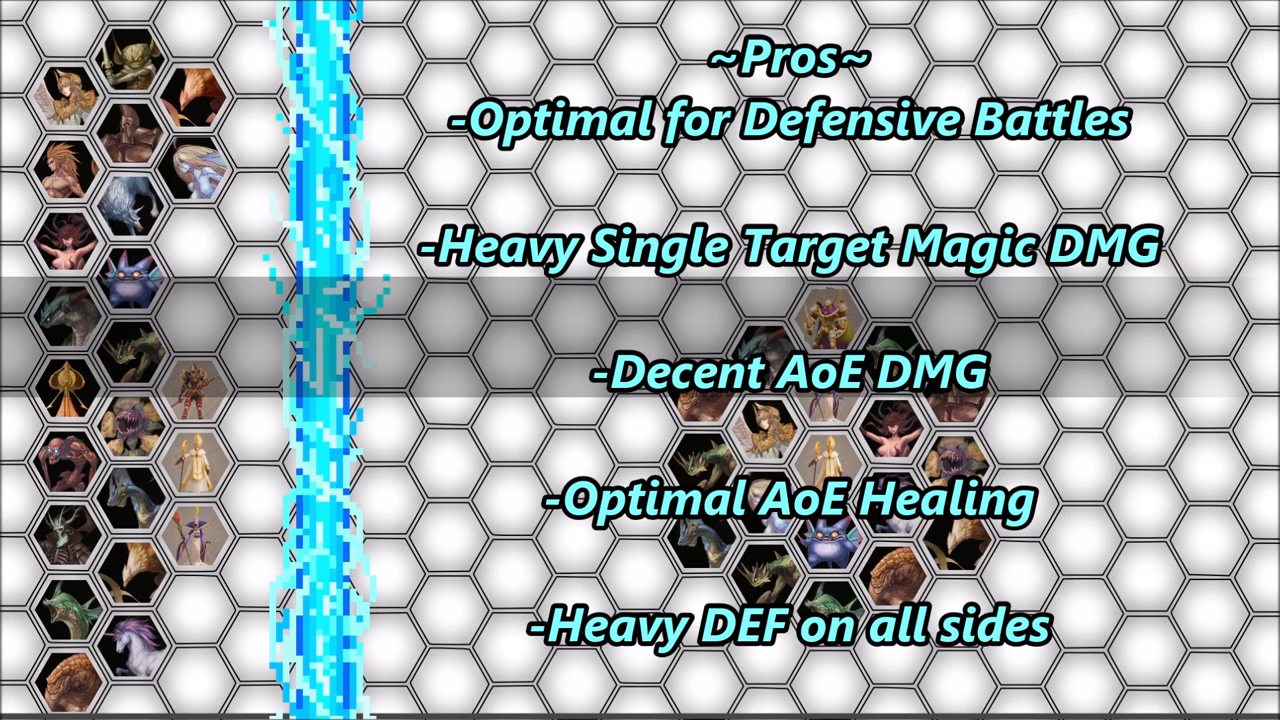 ~Pros~
-Optimal for Defensive Battles
-Heavy Single Target Magic DMG
-Decent AoE DMG
-Optimal AoE Healing
-Heavy DEF on all sides